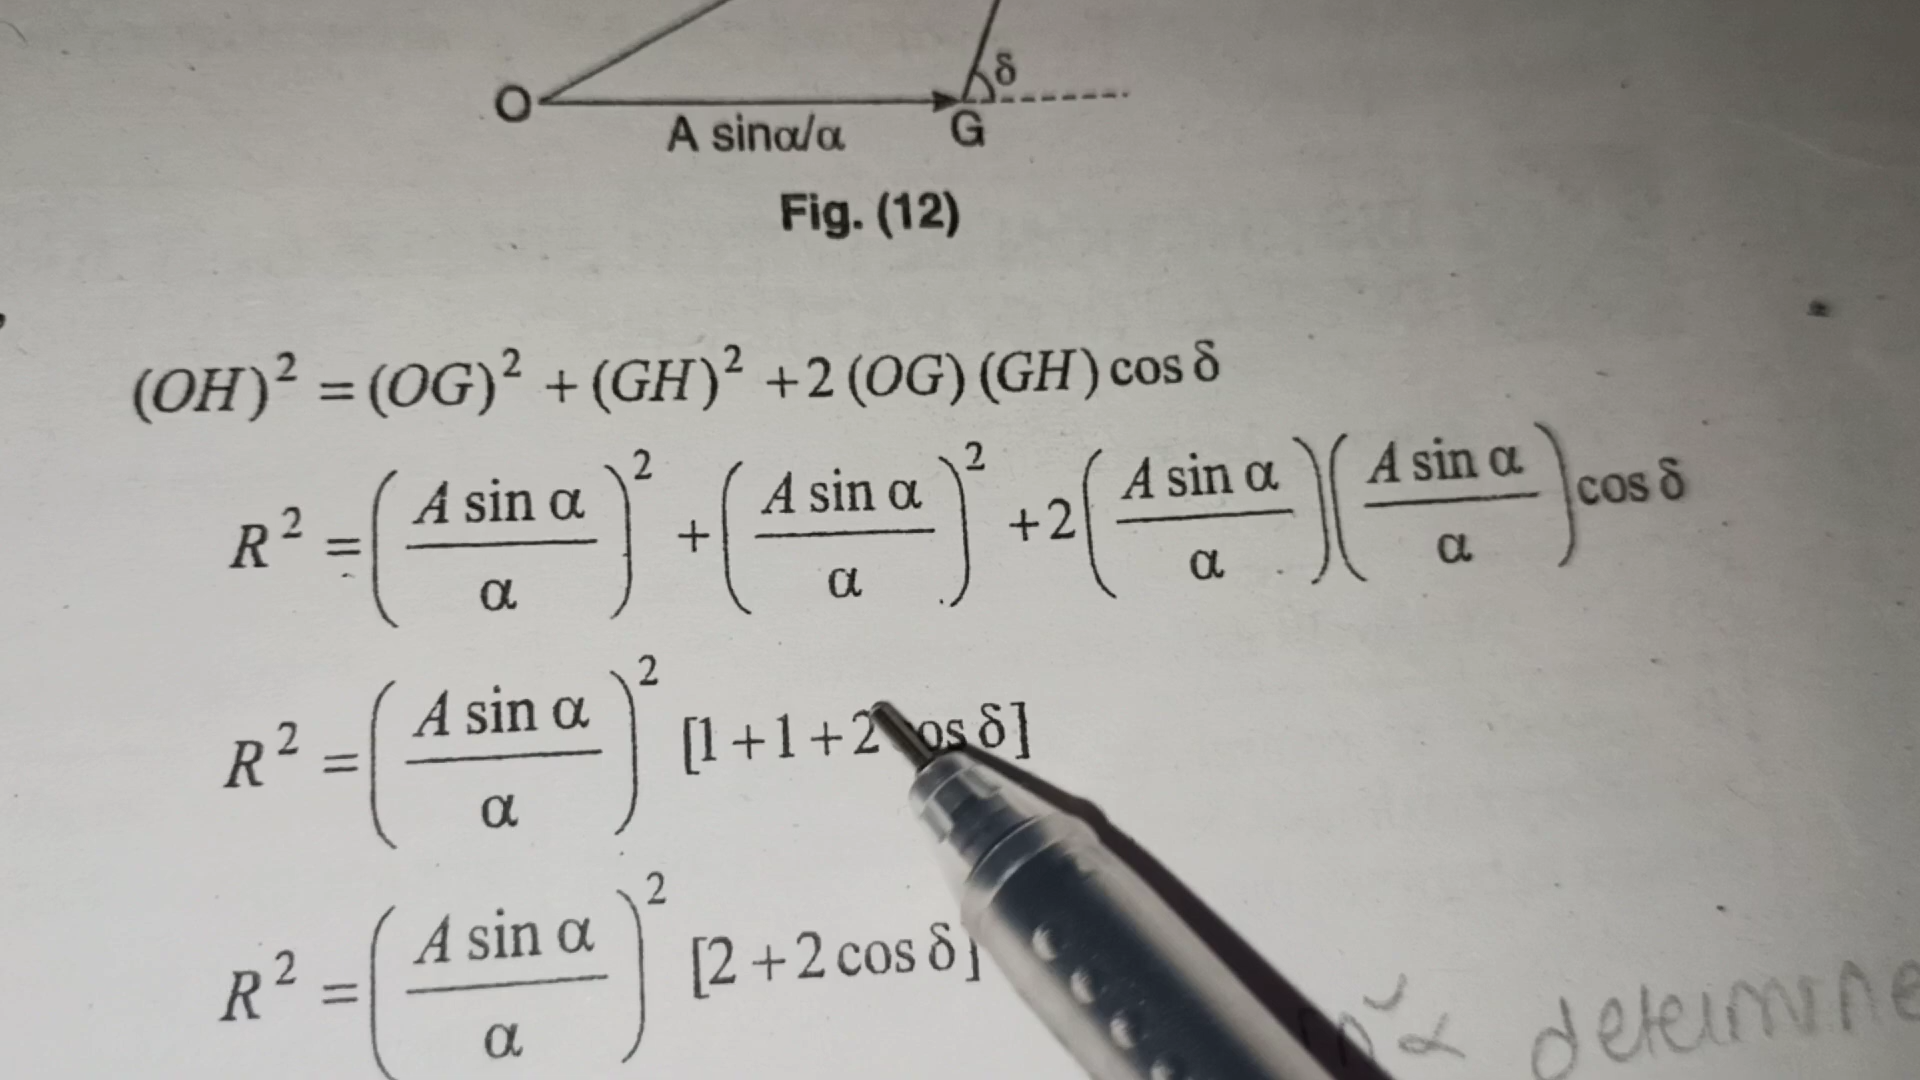 O
δ
A sinα/α
G
Fig. (12)
(OH)² = (OG)² + (GH)² + 2 (OG) (GH) cos δ
R² = (A sin α / α)² + (A sin α / α)² + 2 (A sin α / α) (A sin α / α) cos δ
R² = (A sin α / α)² [1 + 1 + 2 cos δ]
R² = (A sin α / α)² [2 + 2 cos δ]
α determine